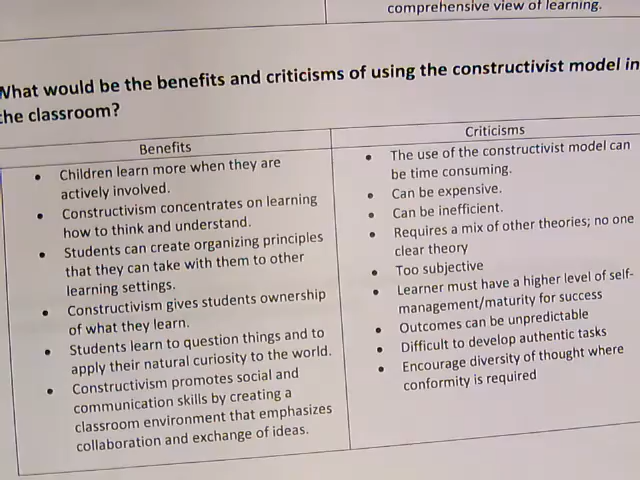 comprehensive view of learning.
What would be the benefits and criticisms of using the constructivist model in
the classroom?
Benefits
• Children learn more when they are
actively involved.
• Constructivism concentrates on learning
how to think and understand.
• Students can create organizing principles
that they can take with them to other
learning settings.
• Constructivism gives students ownership
of what they learn.
• Students learn to question things and to
apply their natural curiosity to the world.
• Constructivism promotes social and
communication skills by creating a
classroom environment that emphasizes
collaboration and exchange of ideas.
Criticisms
• The use of the constructivist model can
be time consuming.
• Can be expensive.
• Can be inefficient.
• Requires a mix of other theories; no one
clear theory
• Too subjective
• Learner must have a higher level of self-
management/maturity for success
• Outcomes can be unpredictable
• Difficult to develop authentic tasks
• Encourage diversity of thought where
conformity is required